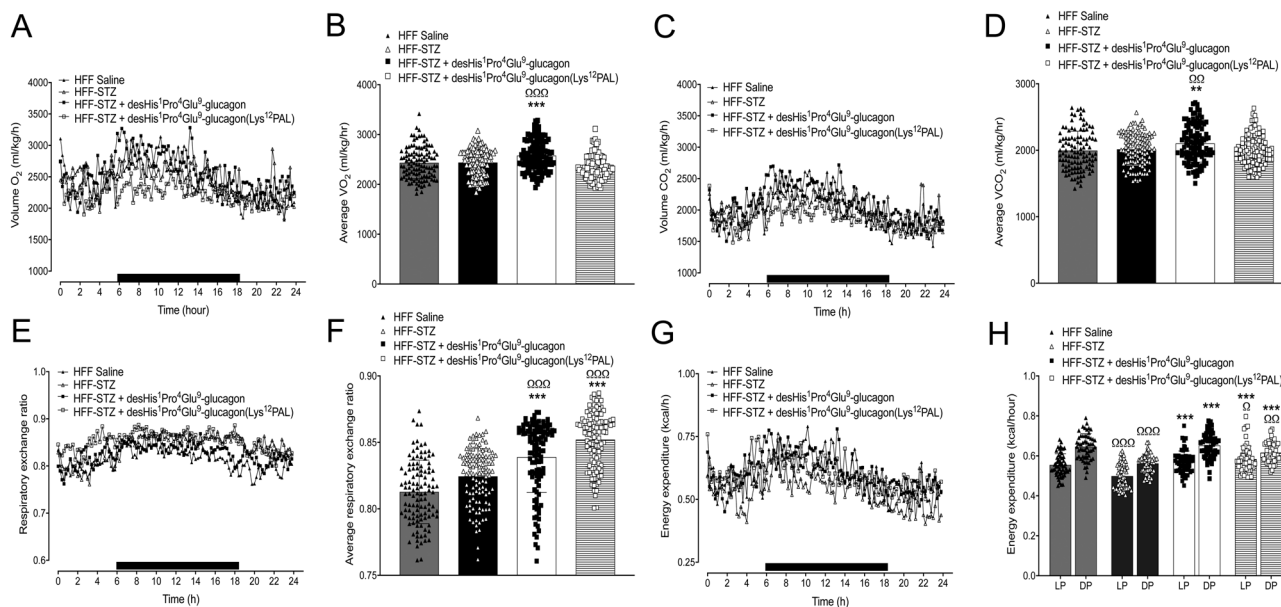 A
HFF Saline
HFF-STZ
HFF-STZ + desHis¹Pro⁴Glu⁹-glucagon
HFF-STZ + desHis¹Pro⁴Glu⁹-glucagon(Lys¹²PAL)
Volume O₂ (ml/kg/h)
4000
3500
3000
2500
2000
1500
1000
0 2 4 6 8 10 12 14 16 18 20 22 24
Time (hour)
B
HFF Saline
HFF-STZ
HFF-STZ + desHis¹Pro⁴Glu⁹-glucagon
HFF-STZ + desHis¹Pro⁴Glu⁹-glucagon(Lys¹²PAL)
Average VO₂ (ml/kg/hr)
4000
3000
2000
0
ΩΩΩ
***
C
HFF Saline
HFF-STZ
HFF-STZ + desHis¹Pro⁴Glu⁹-glucagon
HFF-STZ + desHis¹Pro⁴Glu⁹-glucagon(Lys¹²PAL)
Volume CO₂ (ml/kg/h)
4000
3500
3000
2500
2000
1500
1000
0 2 4 6 8 10 12 14 16 18 20 22 24
Time (h)
D
HFF Saline
HFF-STZ
HFF-STZ + desHis¹Pro⁴Glu⁹-glucagon
HFF-STZ + desHis¹Pro⁴Glu⁹-glucagon(Lys¹²PAL)
Average VCO₂ (ml/kg/hr)
3000
2000
1000
0
ΩΩ
**
E
HFF Saline
HFF-STZ
HFF-STZ + desHis¹Pro⁴Glu⁹-glucagon
HFF-STZ + desHis¹Pro⁴Glu⁹-glucagon(Lys¹²PAL)
Respiratory exchange ratio
1.0
0.9
0.8
0.6
0 2 4 6 8 10 12 14 16 18 20 22 24
Time (h)
F
HFF Saline
HFF-STZ
HFF-STZ + desHis¹Pro⁴Glu⁹-glucagon
HFF-STZ + desHis¹Pro⁴Glu⁹-glucagon(Lys¹²PAL)
Average respiratory exchange ratio
0.90
0.85
0.80
0.75
ΩΩΩ
***
ΩΩΩ
***
G
HFF Saline
HFF-STZ
HFF-STZ + desHis¹Pro⁴Glu⁹-glucagon
HFF-STZ + desHis¹Pro⁴Glu⁹-glucagon(Lys¹²PAL)
Energy expenditure (kcal/h)
1.00
0.75
0.50
0.25
0 2 4 6 8 10 12 14 16 18 20 22 24
Time (h)
H
HFF Saline
HFF-STZ
HFF-STZ + desHis¹Pro⁴Glu⁹-glucagon
HFF-STZ + desHis¹Pro⁴Glu⁹-glucagon(Lys¹²PAL)
Energy expenditure (kcal/hour)
1.0
0.8
0.6
0.4
0.2
0.0
ΩΩΩ ΩΩΩ
*** ***
***
Ω
***
ΩΩ
LP DP LP DP LP DP LP DP